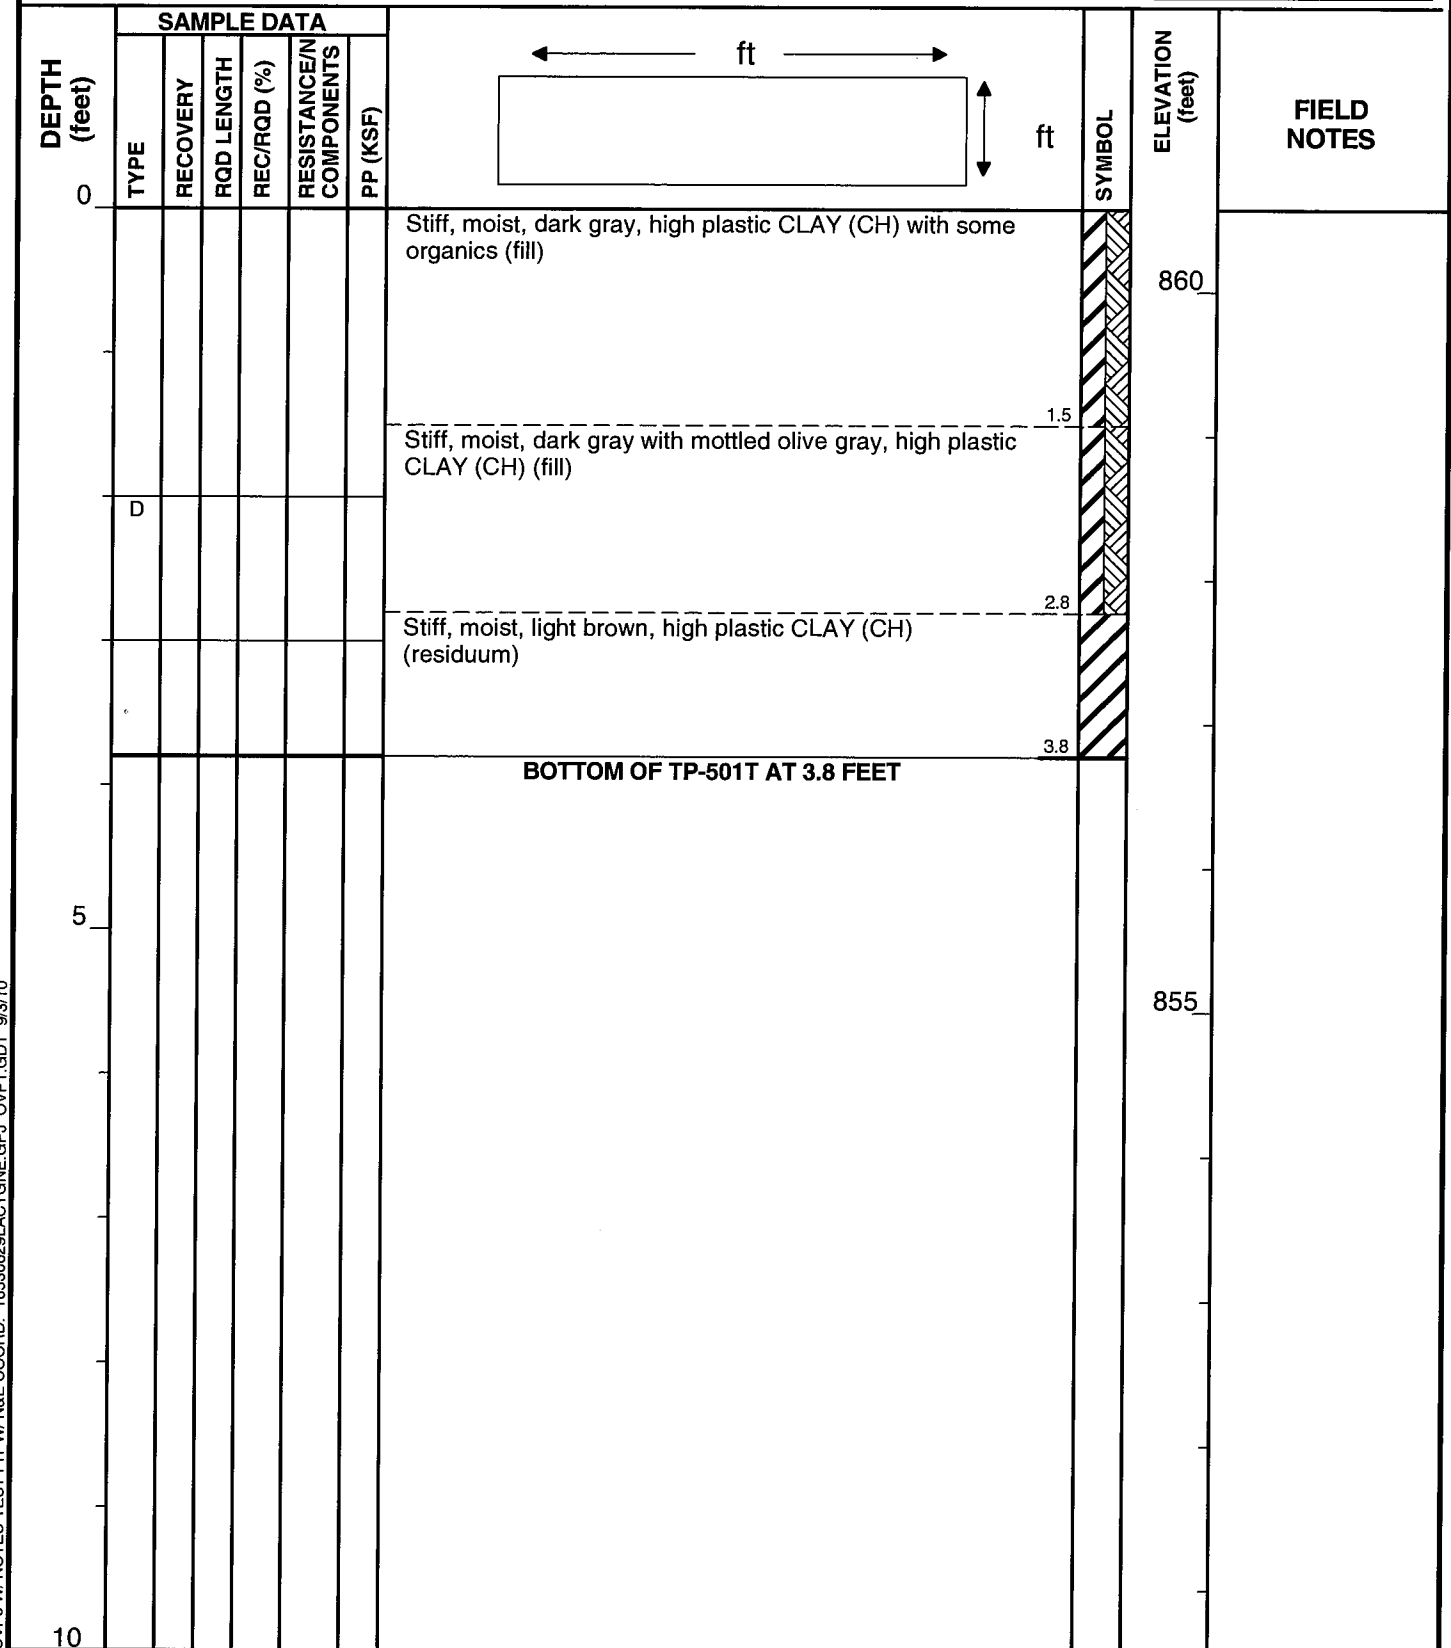 SAMPLE DATA
DEPTH
(feet)
TYPE
RECOVERY
RQD LENGTH
REC/RQD (%)
RESISTANCE/N
COMPONENTS
PP (KSF)
ft
ft
SYMBOL
ELEVATION
(feet)
FIELD
NOTES
0
Stiff, moist, dark gray, high plastic CLAY (CH) with some
organics (fill)
860
1.5
Stiff, moist, dark gray with mottled olive gray, high plastic
CLAY (CH) (fill)
D
2.8
Stiff, moist, light brown, high plastic CLAY (CH)
(residuum)
3.8
BOTTOM OF TP-501T AT 3.8 FEET
5
855
10